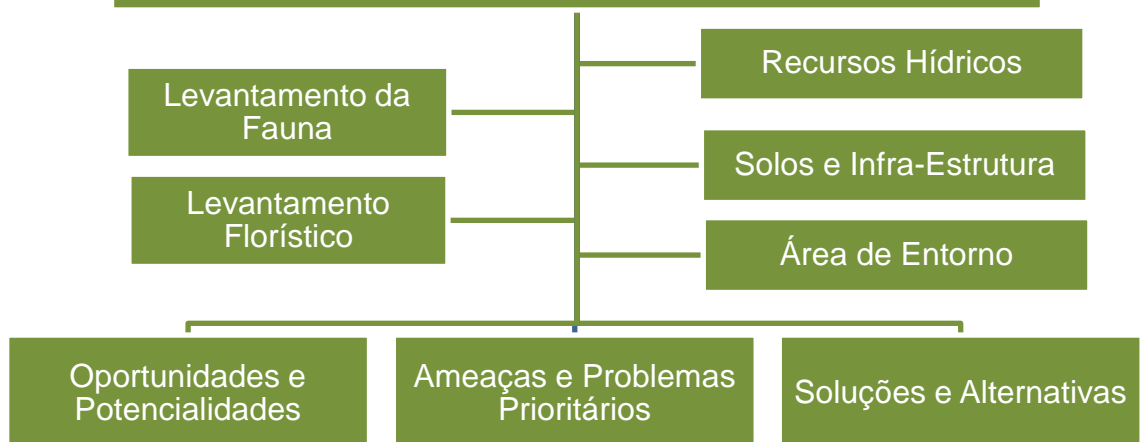 Recursos Hídricos
Levantamento da
Fauna
Solos e Infra-Estrutura
Levantamento
Florístico
Área de Entorno
Oportunidades e
Potencialidades
Ameaças e Problemas
Prioritários
Soluções e Alternativas